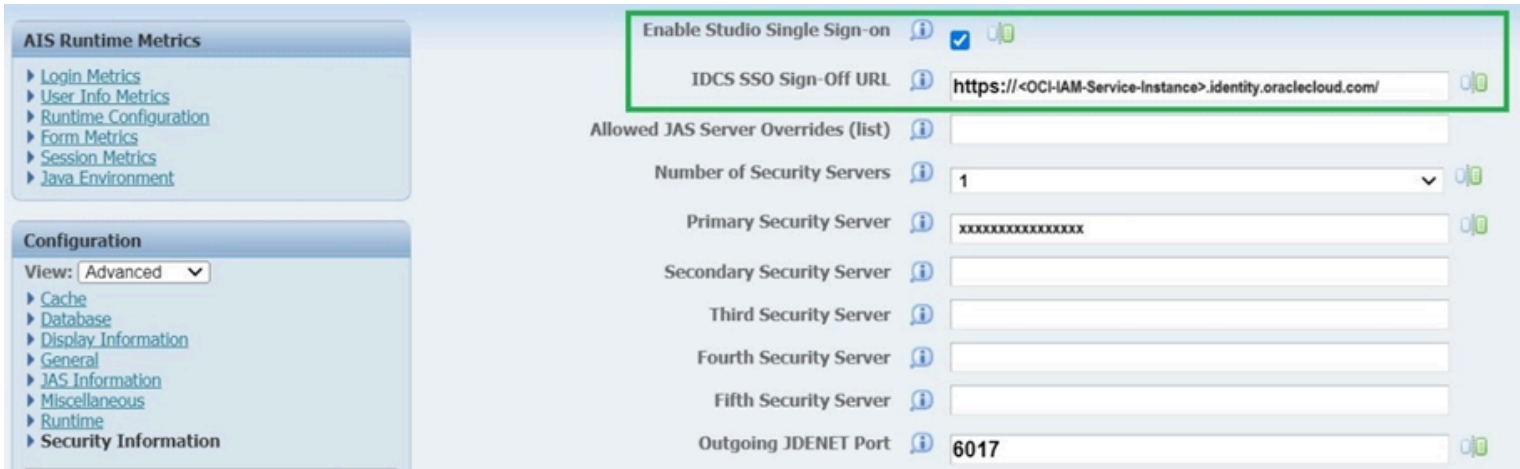 AIS Runtime Metrics
Login Metrics
User Info Metrics
Runtime Configuration
Form Metrics
Session Metrics
Java Environment
Configuration
View: Advanced
Cache
Database
Display Information
General
JAS Information
Miscellaneous
Runtime
Security Information
Enable Studio Single Sign-on
IDCS SSO Sign-Off URL https://<OCI-IAM-Service-Instance>.identity.oraclecloud.com/
Allowed JAS Server Overrides (list)
Number of Security Servers 1
Primary Security Server xxxxxxxxxxxxxxxx
Secondary Security Server
Third Security Server
Fourth Security Server
Fifth Security Server
Outgoing JDENET Port 6017